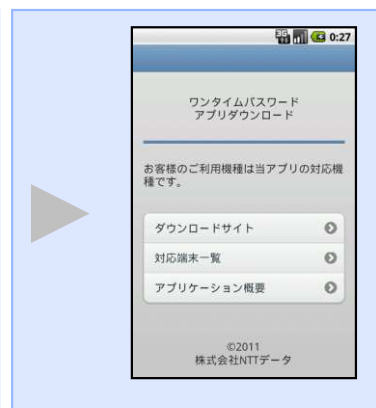 3G 0:27
ワンタイムパスワード
アプリダウンロード
お客様のご利用機種は当アプリの対応機
種です。
ダウンロードサイト
対応端末一覧
アプリケーション概要
©2011
株式会社NTTデータ